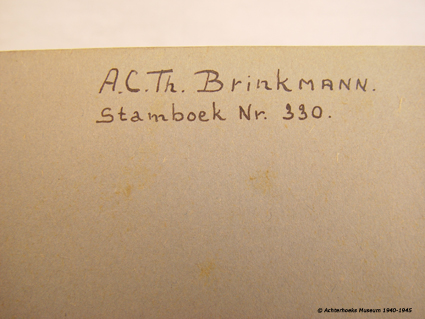 A.C.Th. Brinkmann.
Stamboek Nr. 330.
© Achterhoeks Museum 1940-1945